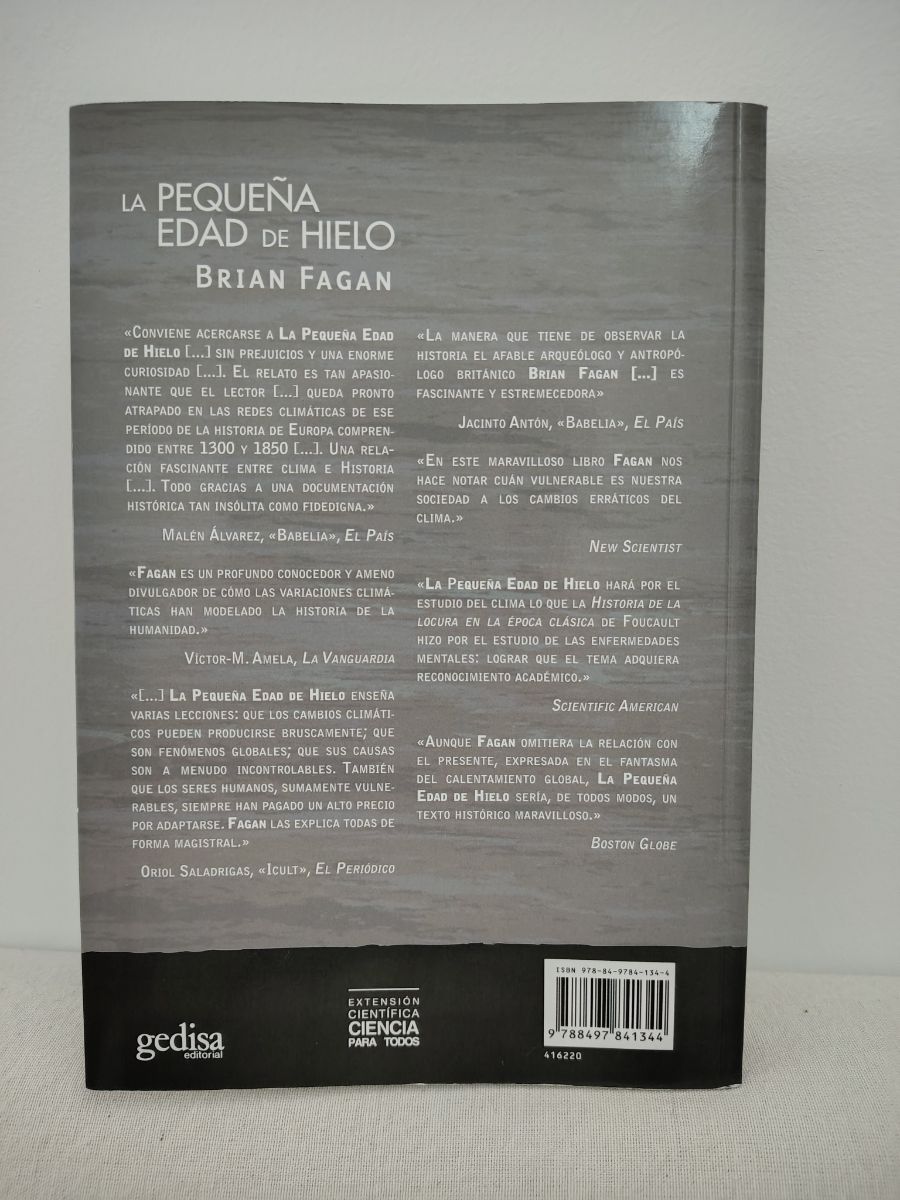 LA PEQUEÑA
EDAD DE HIELO
BRIAN FAGAN
«CONVIENE ACERCARSE A LA PEQUEÑA EDAD
DE HIELO [...] SIN PREJUICIOS Y UNA ENORME
CURIOSIDAD [...]. EL RELATO ES TAN APASIO-
NANTE QUE EL LECTOR [...] QUEDA PRONTO
ATRAPADO EN LAS REDES CLIMÁTICAS DE ESE
PERÍODO DE LA HISTORIA DE EUROPA COMPREN-
DIDO ENTRE 1300 Y 1850 [...]. UNA RELA-
CIÓN FASCINANTE ENTRE CLIMA E HISTORIA
[...]. TODO GRACIAS A UNA DOCUMENTACIÓN
HISTÓRICA TAN INSÓLITA COMO FIDEDIGNA.»
MALÉN ÁLVAREZ, «BABELIA», EL PAÍS
«FAGAN ES UN PROFUNDO CONOCEDOR Y AMENO
DIVULGADOR DE CÓMO LAS VARIACIONES CLIMÁ-
TICAS HAN MODELADO LA HISTORIA DE LA
HUMANIDAD.»
VÍCTOR-M. AMELA, LA VANGUARDIA
«[...] LA PEQUEÑA EDAD DE HIELO ENSEÑA
VARIAS LECCIONES: QUE LOS CAMBIOS CLIMÁTI-
COS PUEDEN PRODUCIRSE BRUSCAMENTE; QUE
SON FENÓMENOS GLOBALES; QUE SUS CAUSAS
SON A MENUDO INCONTROLABLES. TAMBIÉN
QUE LOS SERES HUMANOS, SUMAMENTE VULNE-
RABLES, SIEMPRE HAN PAGADO UN ALTO PRECIO
POR ADAPTARSE. FAGAN LAS EXPLICA TODAS DE
FORMA MAGISTRAL.»
ORIOL SALADRIGAS, «ICULT», EL PERIÓDICO
«LA MANERA QUE TIENE DE OBSERVAR LA
HISTORIA EL AFABLE ARQUEÓLOGO Y ANTROPÓ-
LOGO BRITÁNICO BRIAN FAGAN [...] ES
FASCINANTE Y ESTREMECEDORA»
JACINTO ANTÓN, «BABELIA», EL PAÍS
«EN ESTE MARAVILLOSO LIBRO FAGAN NOS
HACE NOTAR CUÁN VULNERABLE ES NUESTRA
SOCIEDAD A LOS CAMBIOS ERRÁTICOS DEL
CLIMA.»
NEW SCIENTIST
«LA PEQUEÑA EDAD DE HIELO HARÁ POR EL
ESTUDIO DEL CLIMA LO QUE LA HISTORIA DE LA
LOCURA EN LA ÉPOCA CLÁSICA DE FOUCAULT
HIZO POR EL ESTUDIO DE LAS ENFERMEDADES
MENTALES: LOGRAR QUE EL TEMA ADQUIERA
RECONOCIMIENTO ACADÉMICO.»
SCIENTIFIC AMERICAN
«AUNQUE FAGAN OMITIERA LA RELACIÓN CON
EL PRESENTE, EXPRESADA EN EL FANTASMA
DEL CALENTAMIENTO GLOBAL, LA PEQUEÑA
EDAD DE HIELO SERÍA, DE TODOS MODOS, UN
TEXTO HISTÓRICO MARAVILLOSO.»
BOSTON GLOBE
gedisa
editorial
EXTENSIÓN
CIENTÍFICA
CIENCIA
PARA TODOS
ISBN 978-84-9784-134-4
9 788497 841344
416220